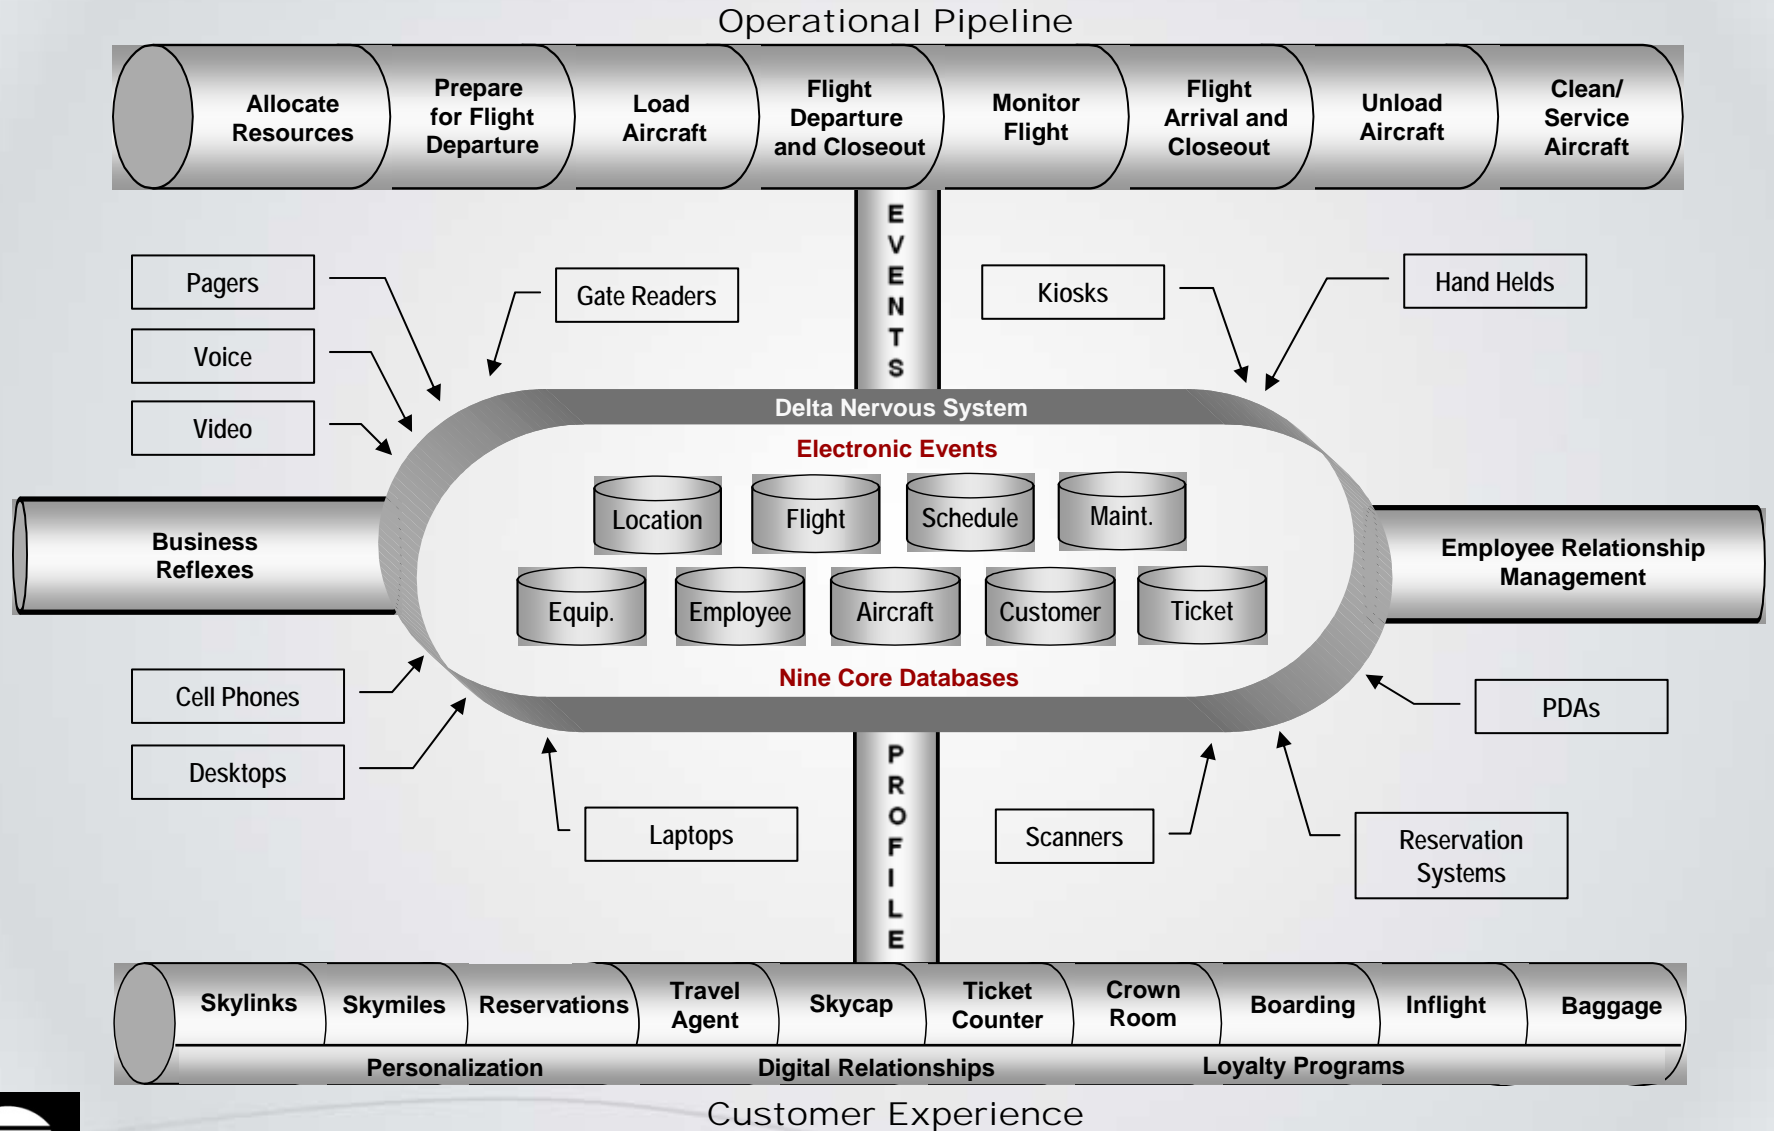 Operational Pipeline
Allocate
Resources
Prepare
for Flight
Departure
Load
Aircraft
Flight
Departure
and Closeout
Monitor
Flight
Flight
Arrival and
Closeout
Unload
Aircraft
Clean/
Service
Aircraft
EVENTS
Pagers
Gate Readers
Kiosks
Hand Helds
Voice
Video
Delta Nervous System
Electronic Events
Location
Flight
Schedule
Maint.
Business
Reflexes
Employee Relationship
Management
Equip.
Employee
Aircraft
Customer
Ticket
Nine Core Databases
Cell Phones
PDAs
Desktops
Laptops
Scanners
Reservation
Systems
PROFILE
Skylinks
Skymiles
Reservations
Travel
Agent
Skycap
Ticket
Counter
Crown
Room
Boarding
Inflight
Baggage
Personalization
Digital Relationships
Loyalty Programs
Customer Experience